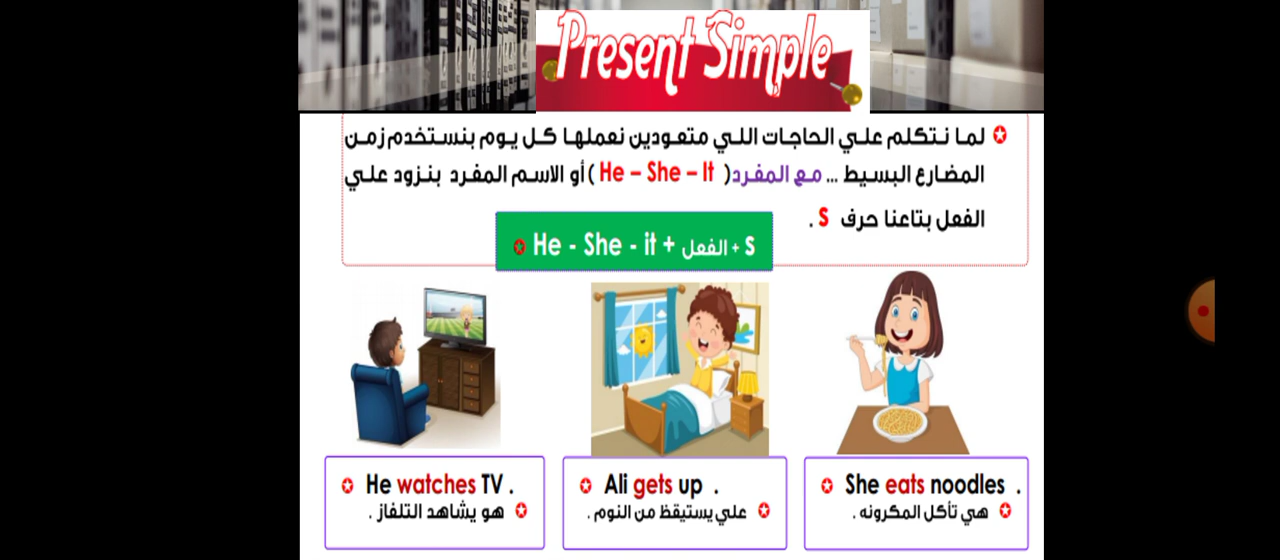 Present Simple
لما نتكلم علي الحاجات اللي متعودين نعملها كل يوم بنستخدم زمن
المضارع البسيط ... مع المفرد ( He – She – It ) أو الاسم المفرد بنزود علي
الفعل بتاعنا حرف S .
He - She - it + الفعل + s
He watches TV .
هو يشاهد التلفاز .
Ali gets up .
علي يستيقظ من النوم .
She eats noodles .
هي تأكل المكرونه .